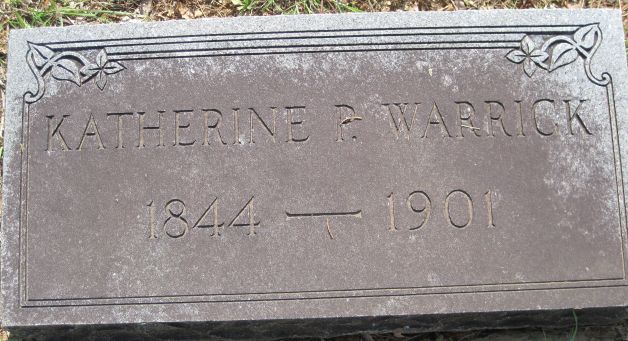 KATHERINE P. WARRICK
1844 — 1901